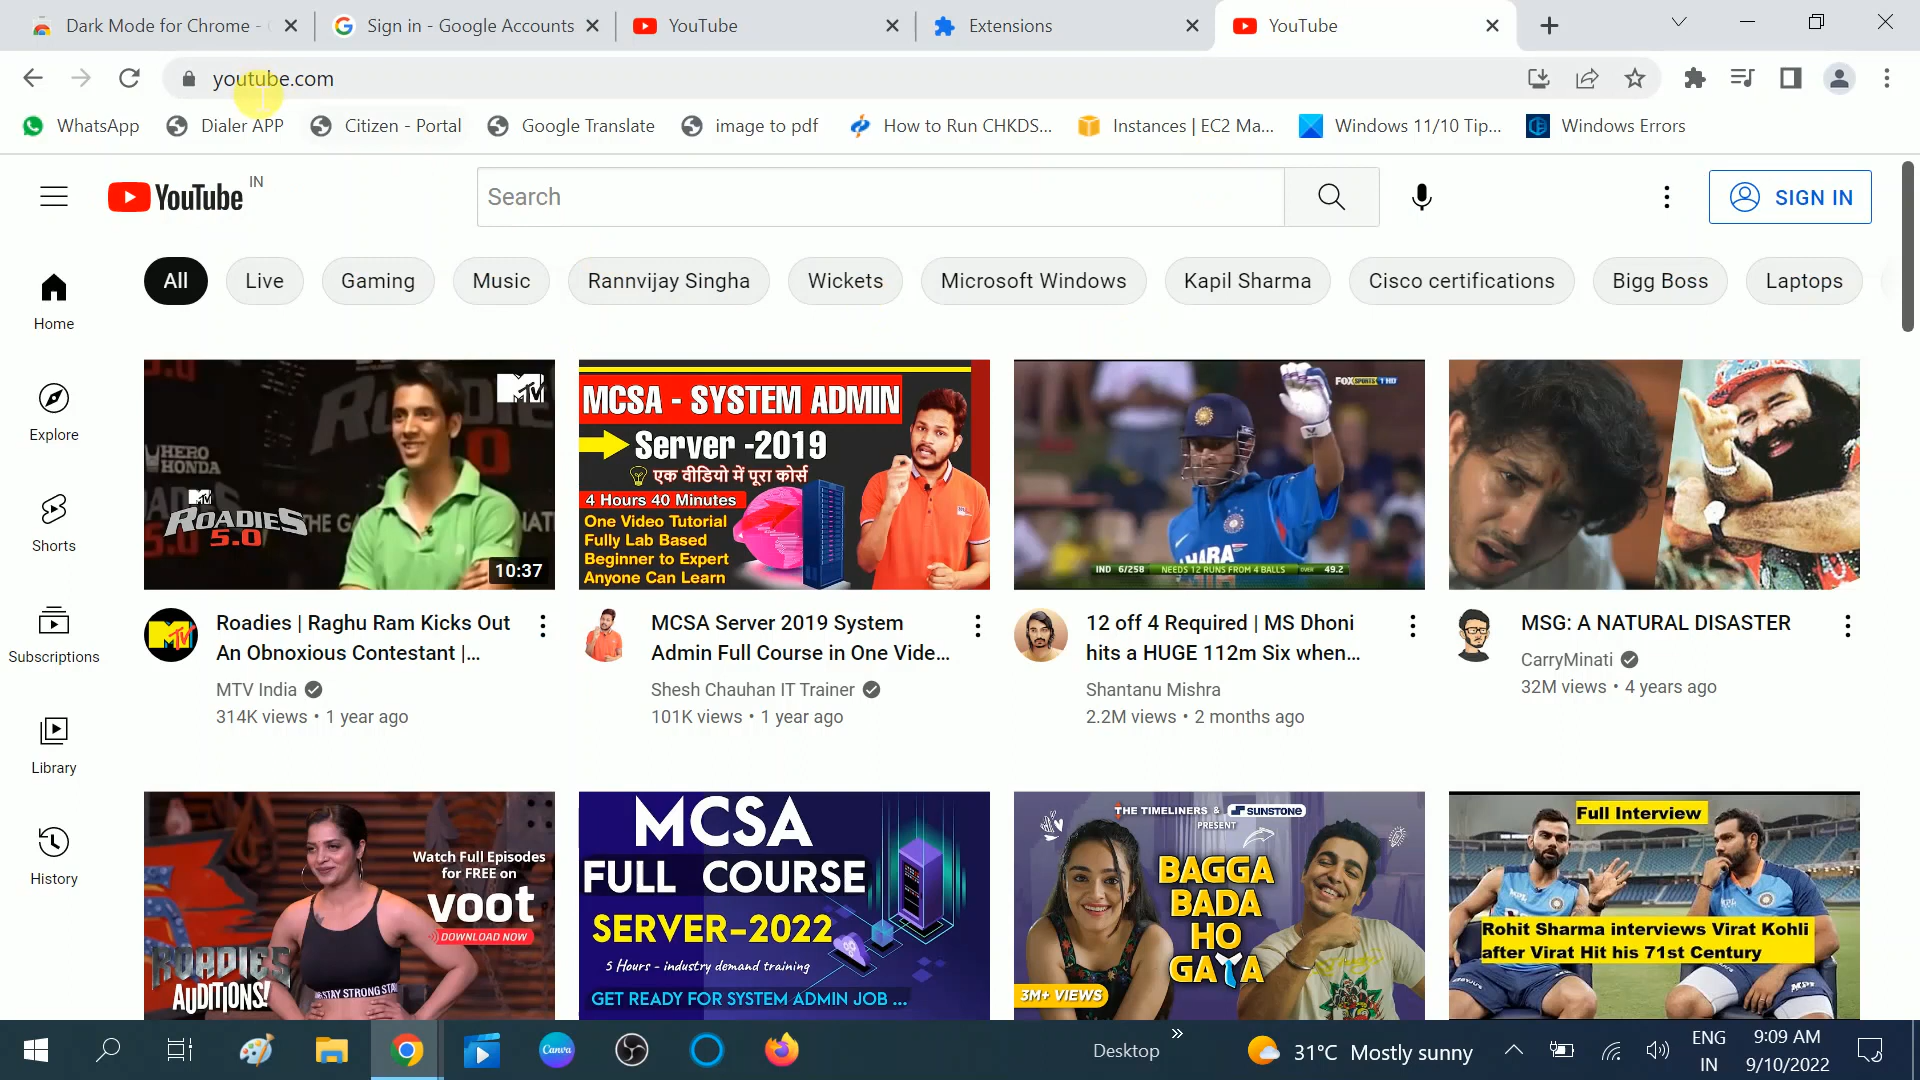 Dark Mode for Chrome -
Sign in - Google Accounts
YouTube
Extensions
YouTube
youtube.com
WhatsApp
Dialer APP
Citizen - Portal
Google Translate
image to pdf
How to Run CHKDS...
Instances | EC2 Ma...
Windows 11/10 Tip...
Windows Errors
YouTube IN
Search
SIGN IN
All
Live
Gaming
Music
Rannvijay Singha
Wickets
Microsoft Windows
Kapil Sharma
Cisco certifications
Bigg Boss
Laptops
Home
Explore
Shorts
Subscriptions
Library
History
HERO
HONDA
ROADIES
5.0
10:37
Roadies | Raghu Ram Kicks Out
An Obnoxious Contestant |...
MTV India
314K views • 1 year ago
MCSA - SYSTEM ADMIN
Server -2019
एक वीडियो में पूरा कोर्स
4 Hours 40 Minutes
One Video Tutorial
Fully Lab Based
Beginner to Expert
Anyone Can Learn
MCSA Server 2019 System
Admin Full Course in One Vide...
Shesh Chauhan IT Trainer
101K views • 1 year ago
FOX SPORTS 1 HD
IND 6/258 NEEDS 12 RUNS FROM 4 BALLS OVER 49.2
12 off 4 Required | MS Dhoni
hits a HUGE 112m Six when...
Shantanu Mishra
2.2M views • 2 months ago
MSG: A NATURAL DISASTER
CarryMinati
32M views • 4 years ago
Watch Full Episodes
for FREE on
voot
DOWNLOAD NOW
ROADIES
AUDITIONS!
STAY STRONG STA
MCSA
FULL COURSE
SERVER-2022
5 Hours - industry demand training
GET READY FOR SYSTEM ADMIN JOB ...
THE TIMELINERS & SUNSTONE
PRESENT
BAGGA
BADA
HO
GAYA
3M+ VIEWS
Full Interview
Rohit Sharma interviews Virat Kohli
after Virat Hit his 71st Century
Canva
Desktop
31°C Mostly sunny
ENG
IN
9:09 AM
9/10/2022